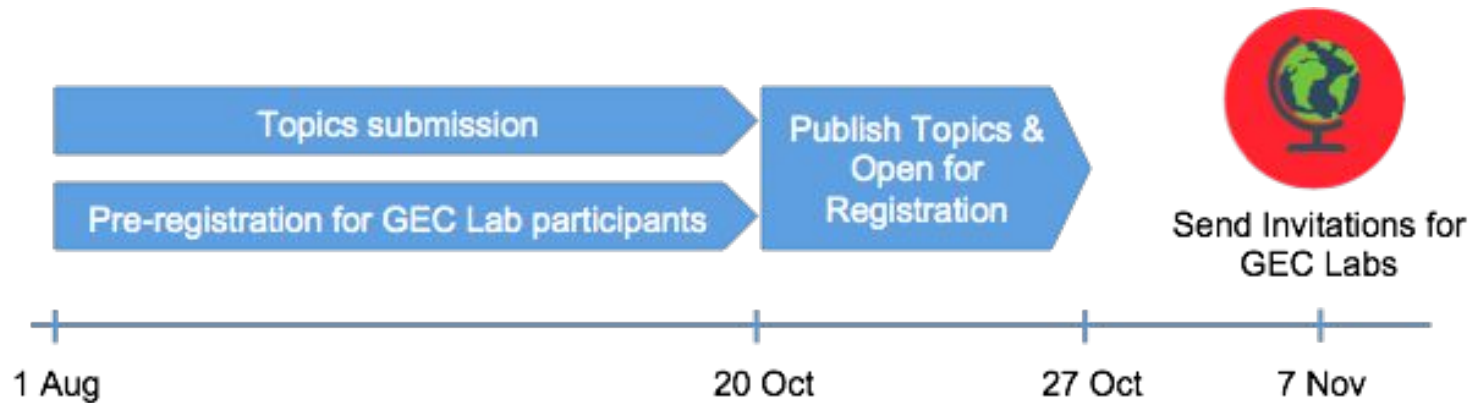 Topics submission
Pre-registration for GEC Lab participants
Publish Topics &
Open for
Registration
Send Invitations for
GEC Labs
1 Aug
20 Oct
27 Oct
7 Nov